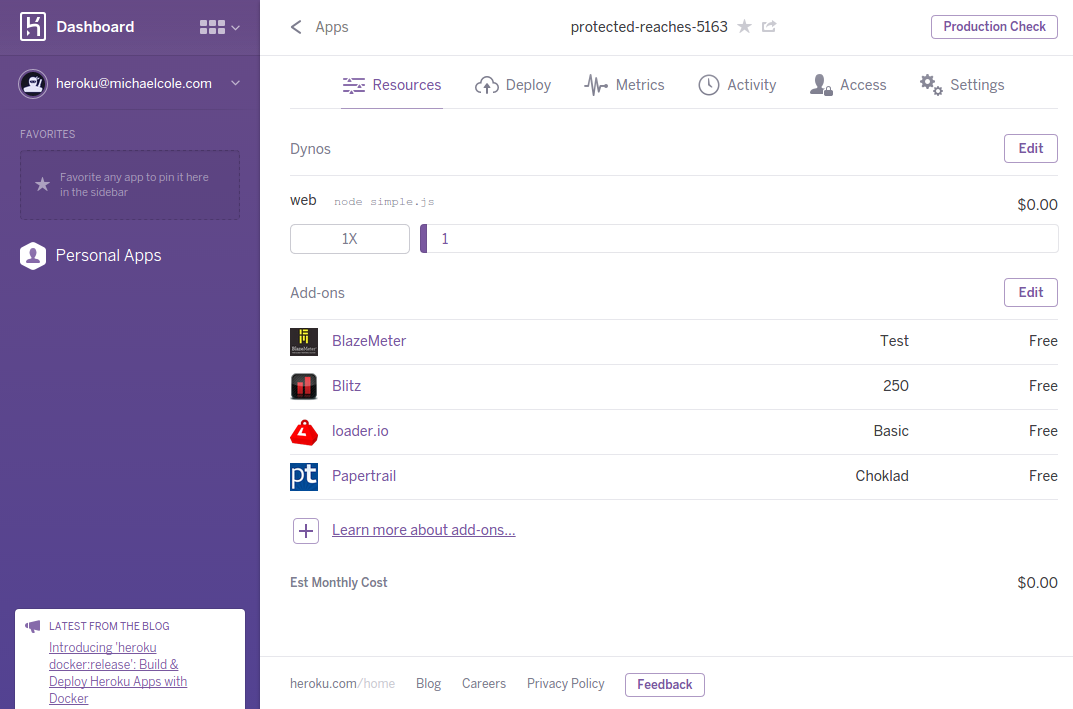 Dashboard
heroku@michaelcole.com
FAVORITES
Favorite any app to pin it here
in the sidebar
Personal Apps
LATEST FROM THE BLOG
Introducing 'heroku
docker:release': Build &
Deploy Heroku Apps with
Docker
Apps
protected-reaches-5163
Production Check
Resources
Deploy
Metrics
Activity
Access
Settings
Dynos
Edit
web node simple.js
$0.00
1X
1
Add-ons
Edit
BlazeMeter
BlazeMeter Test Free
Blitz 250 Free
loader.io Basic Free
pt
Papertrail Choklad Free
Learn more about add-ons...
Est Monthly Cost $0.00
heroku.com/home Blog Careers Privacy Policy Feedback